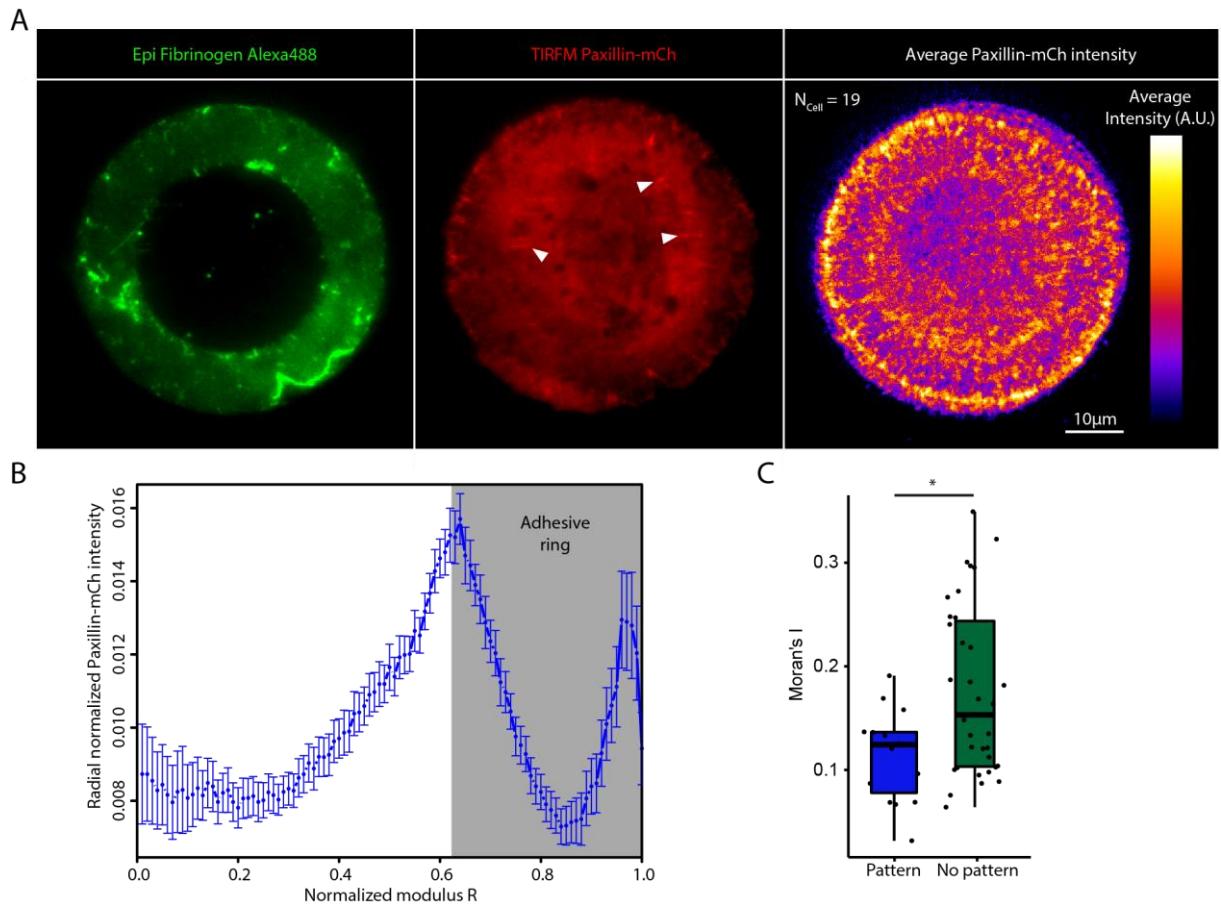 A
Epi Fibrinogen Alexa488
TIRFM Paxillin-mCh
Average Paxillin-mCh intensity
N_Cell = 19
Average
Intensity (A.U.)
10µm
B
Radial normalized Paxillin-mCh intensity
0.016
0.014
0.012
0.010
0.008
Adhesive
ring
0.0
0.2
0.4
0.6
0.8
1.0
Normalized modulus R
C
*
Moran's I
0.3
0.2
0.1
Pattern
No pattern